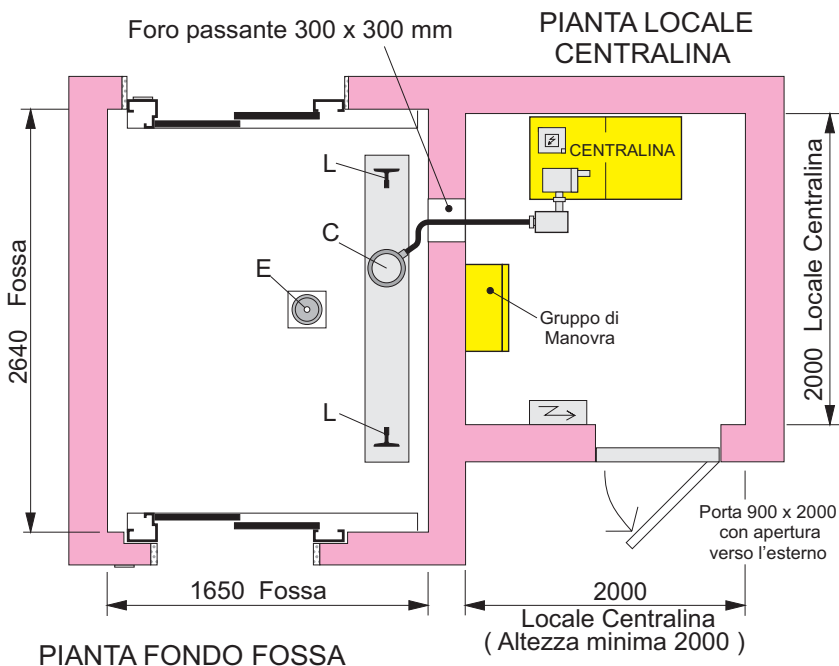 Foro passante 300 x 300 mm
PIANTA LOCALE
CENTRALINA
L
CENTRALINA
C
E
2640 Fossa
Gruppo di
Manovra
2000 Locale Centralina
L
Porta 900 x 2000
con apertura
verso l'esterno
1650 Fossa
2000
Locale Centralina
( Altezza minima 2000 )
PIANTA FONDO FOSSA